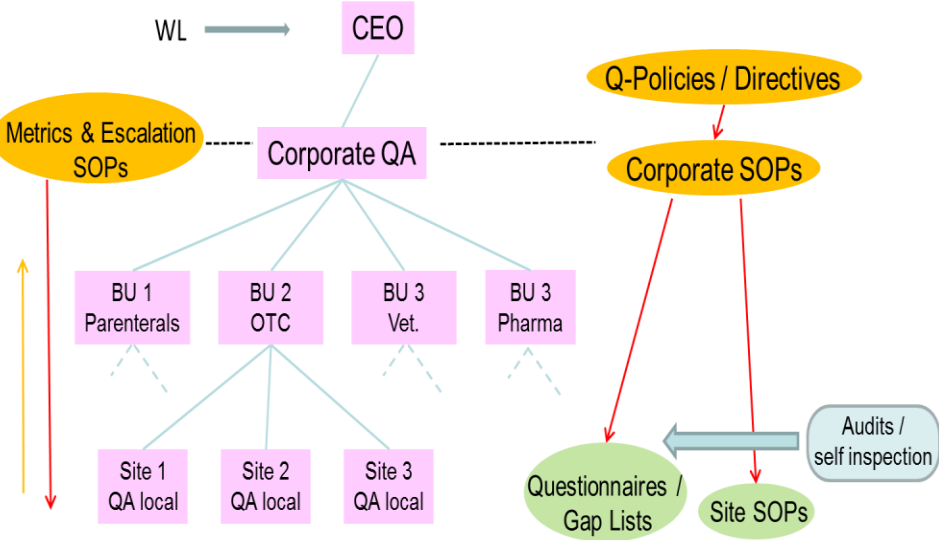 WL
CEO
Q-Policies / Directives
Metrics & Escalation
SOPs
Corporate QA
Corporate SOPs
BU 1
Parenterals
BU 2
OTC
BU 3
Vet.
BU 3
Pharma
Audits /
self inspection
Site 1
QA local
Site 2
QA local
Site 3
QA local
Questionnaires /
Gap Lists
Site SOPs